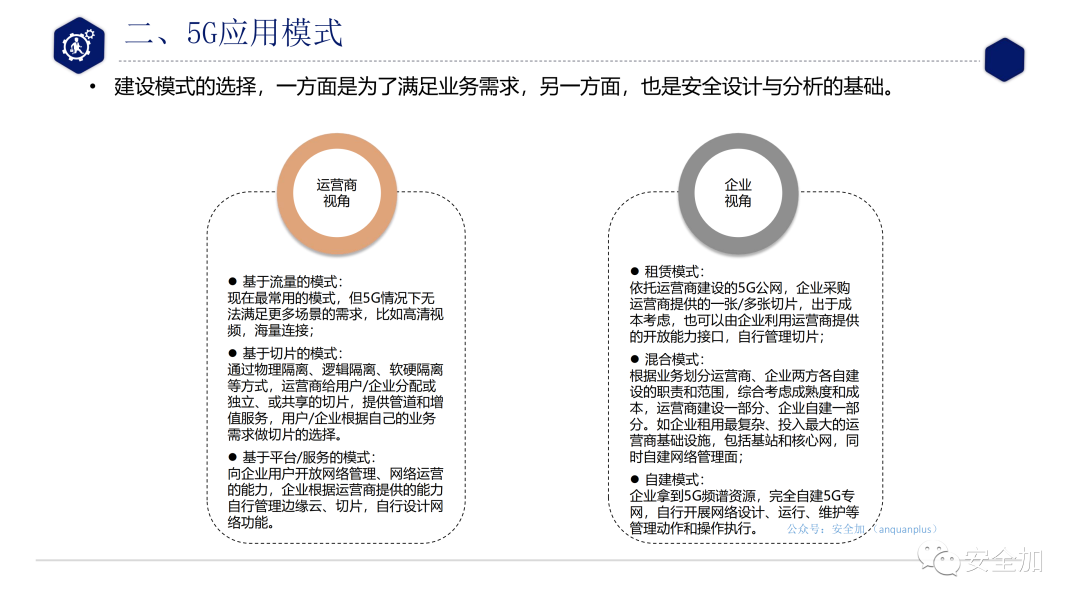 二、5G应用模式
• 建设模式的选择，一方面是为了满足业务需求，另一方面，也是安全设计与分析的基础。
运营商
视角
● 基于流量的模式：
现在最常用的模式，但5G情况下无
法满足更多场景的需求，比如高清视
频，海量连接；
● 基于切片的模式：
通过物理隔离、逻辑隔离、软硬隔离
等方式，运营商给用户/企业分配或
独立、或共享的切片，提供管道和增
值服务，用户/企业根据自己的业务
需求做切片的选择。
● 基于平台/服务的模式：
向企业用户开放网络管理、网络运营
的能力，企业根据运营商提供的能力
自行管理边缘云、切片，自行设计网
络功能。
企业
视角
● 租赁模式：
依托运营商建设的5G公网，企业采购
运营商提供的一张/多张切片，出于成
本考虑，也可以由企业利用运营商提供
的开放能力接口，自行管理切片；
● 混合模式：
根据业务划分运营商、企业两方各自建
设的职责和范围，综合考虑成熟度和成
本，运营商建设一部分、企业自建一部
分。如企业租用最复杂、投入最大的运
营商基础设施，包括基站和核心网，同
时自建网络管理面；
● 自建模式：
企业拿到5G频谱资源，完全自建5G专
网，自行开展网络设计、运行、维护等
管理动作和操作执行。
公众号：安全加（anquanplus）
安全加